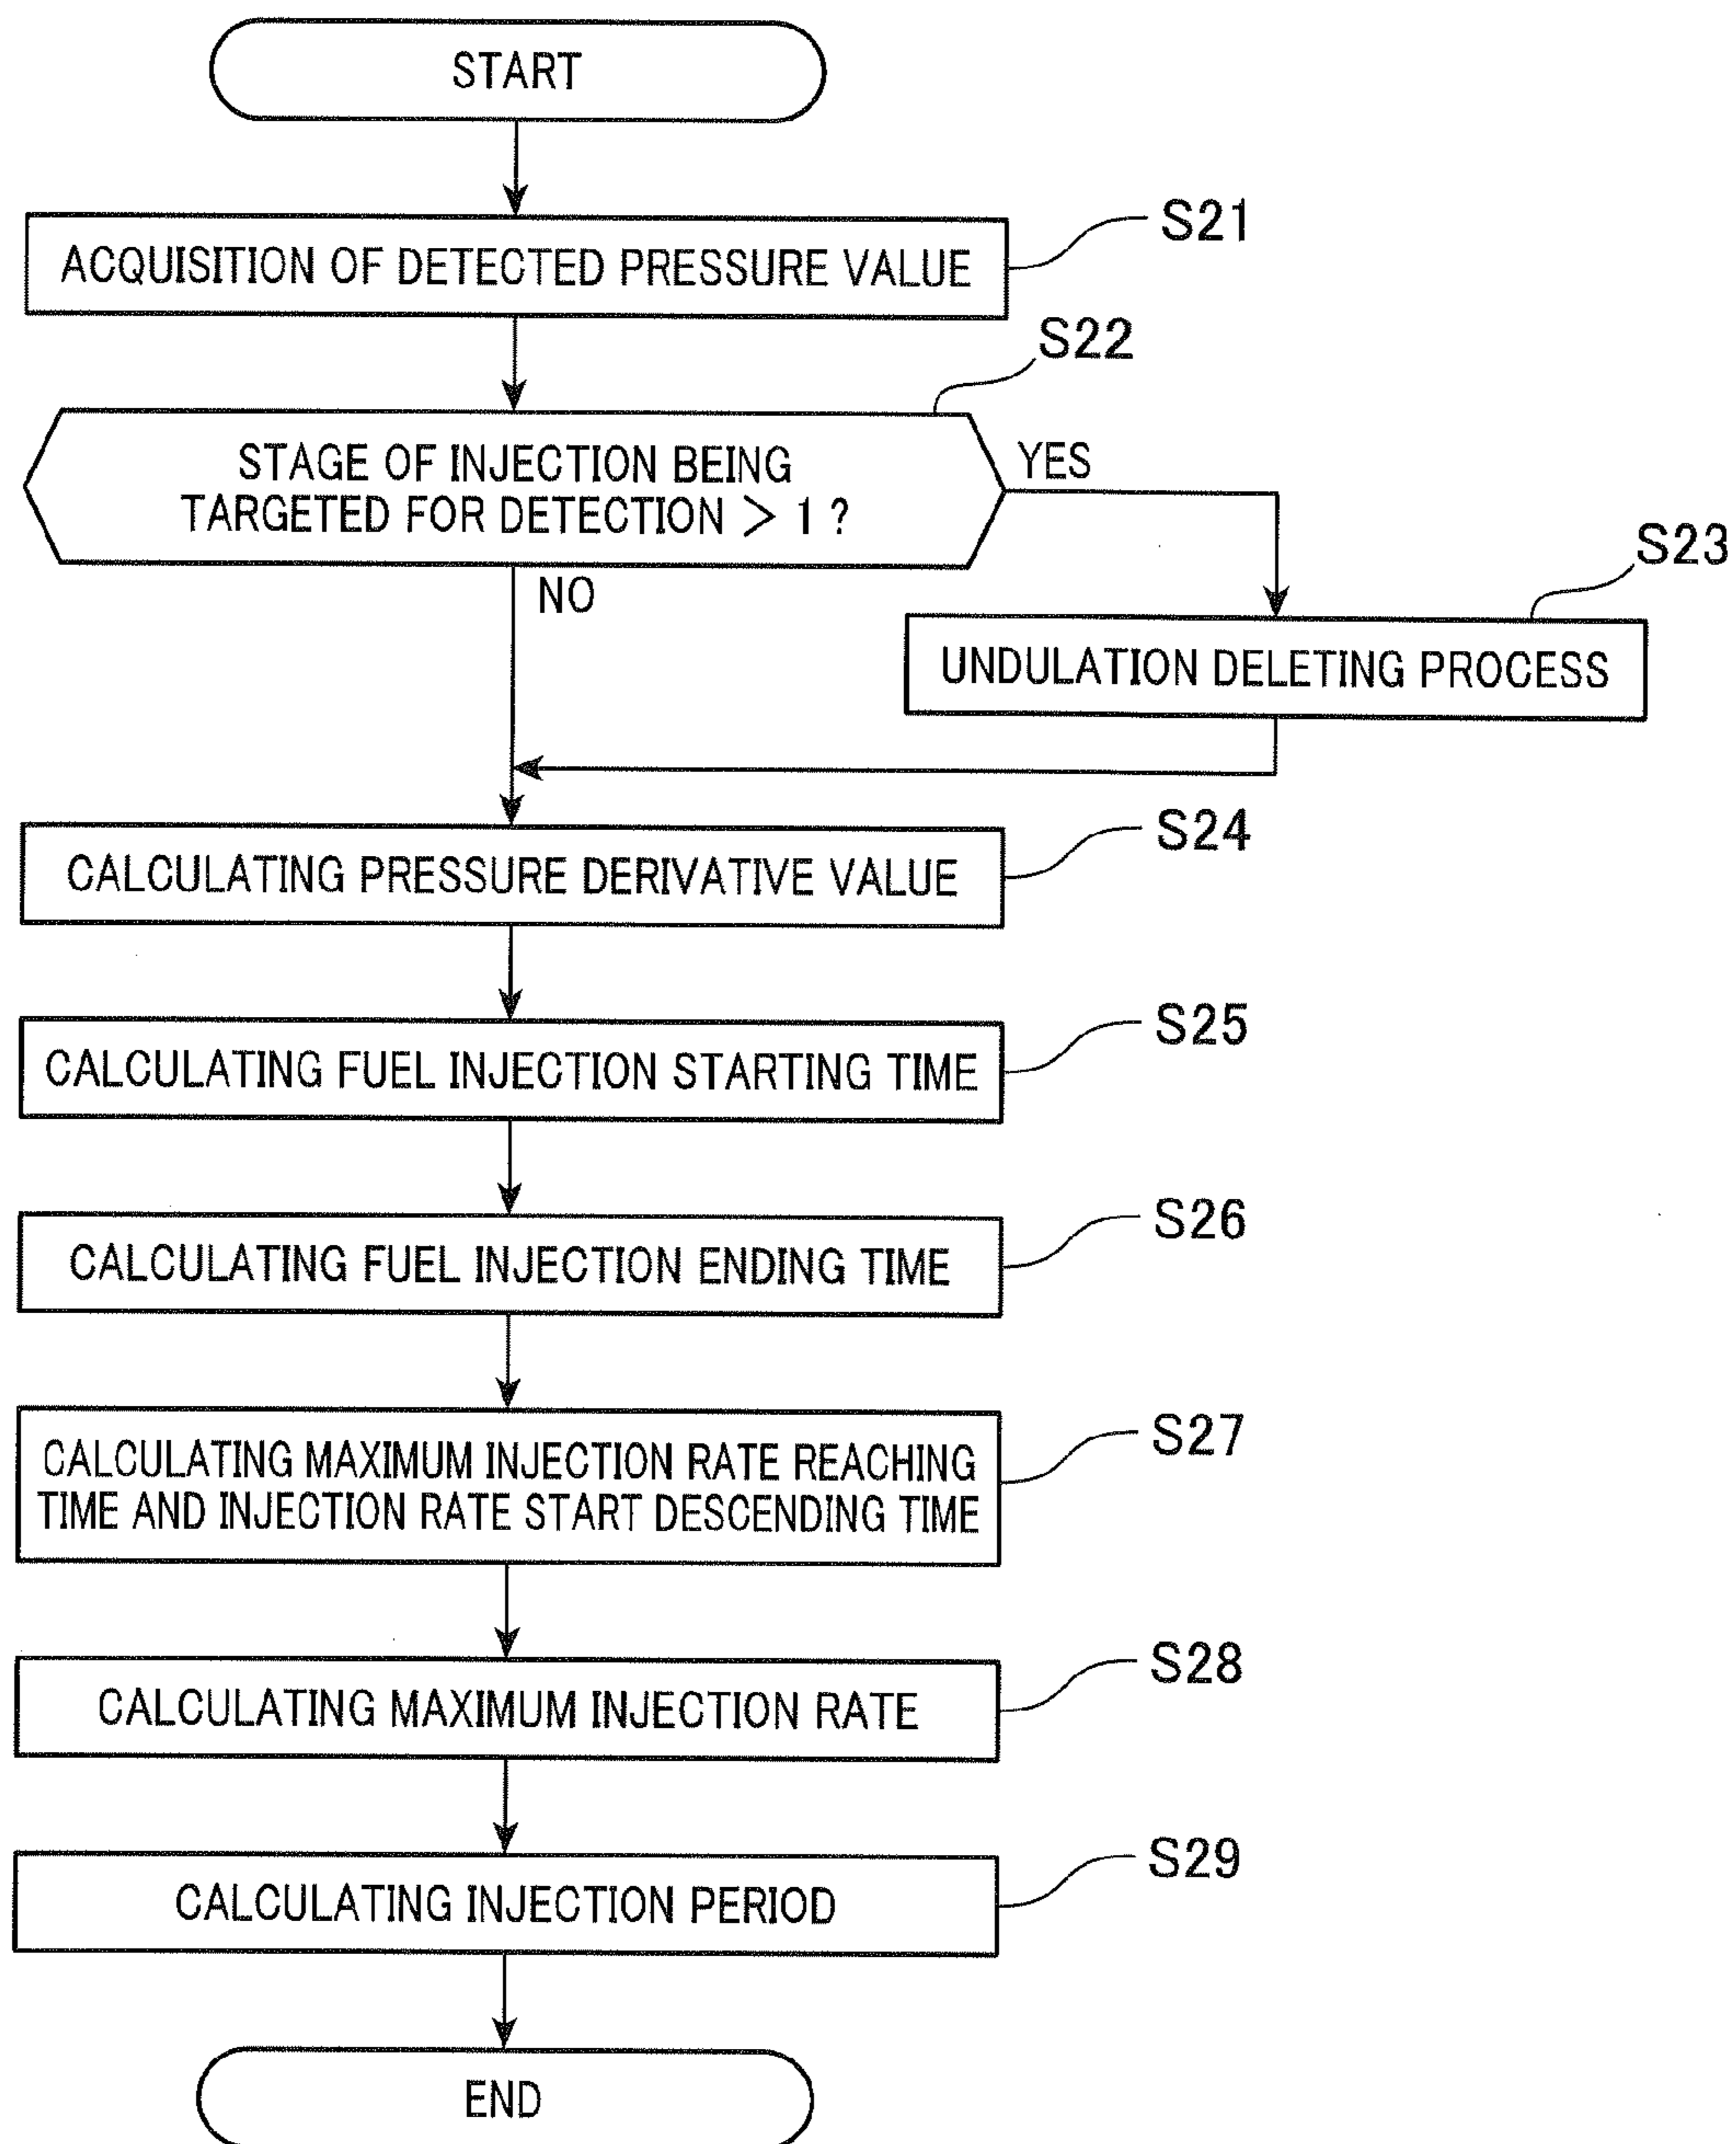 START
ACQUISITION OF DETECTED PRESSURE VALUE
S21
S22
STAGE OF INJECTION BEING
TARGETED FOR DETECTION > 1 ?
YES
NO
S23
UNDULATION DELETING PROCESS
S24
CALCULATING PRESSURE DERIVATIVE VALUE
S25
CALCULATING FUEL INJECTION STARTING TIME
S26
CALCULATING FUEL INJECTION ENDING TIME
S27
CALCULATING MAXIMUM INJECTION RATE REACHING
TIME AND INJECTION RATE START DESCENDING TIME
S28
CALCULATING MAXIMUM INJECTION RATE
S29
CALCULATING INJECTION PERIOD
END